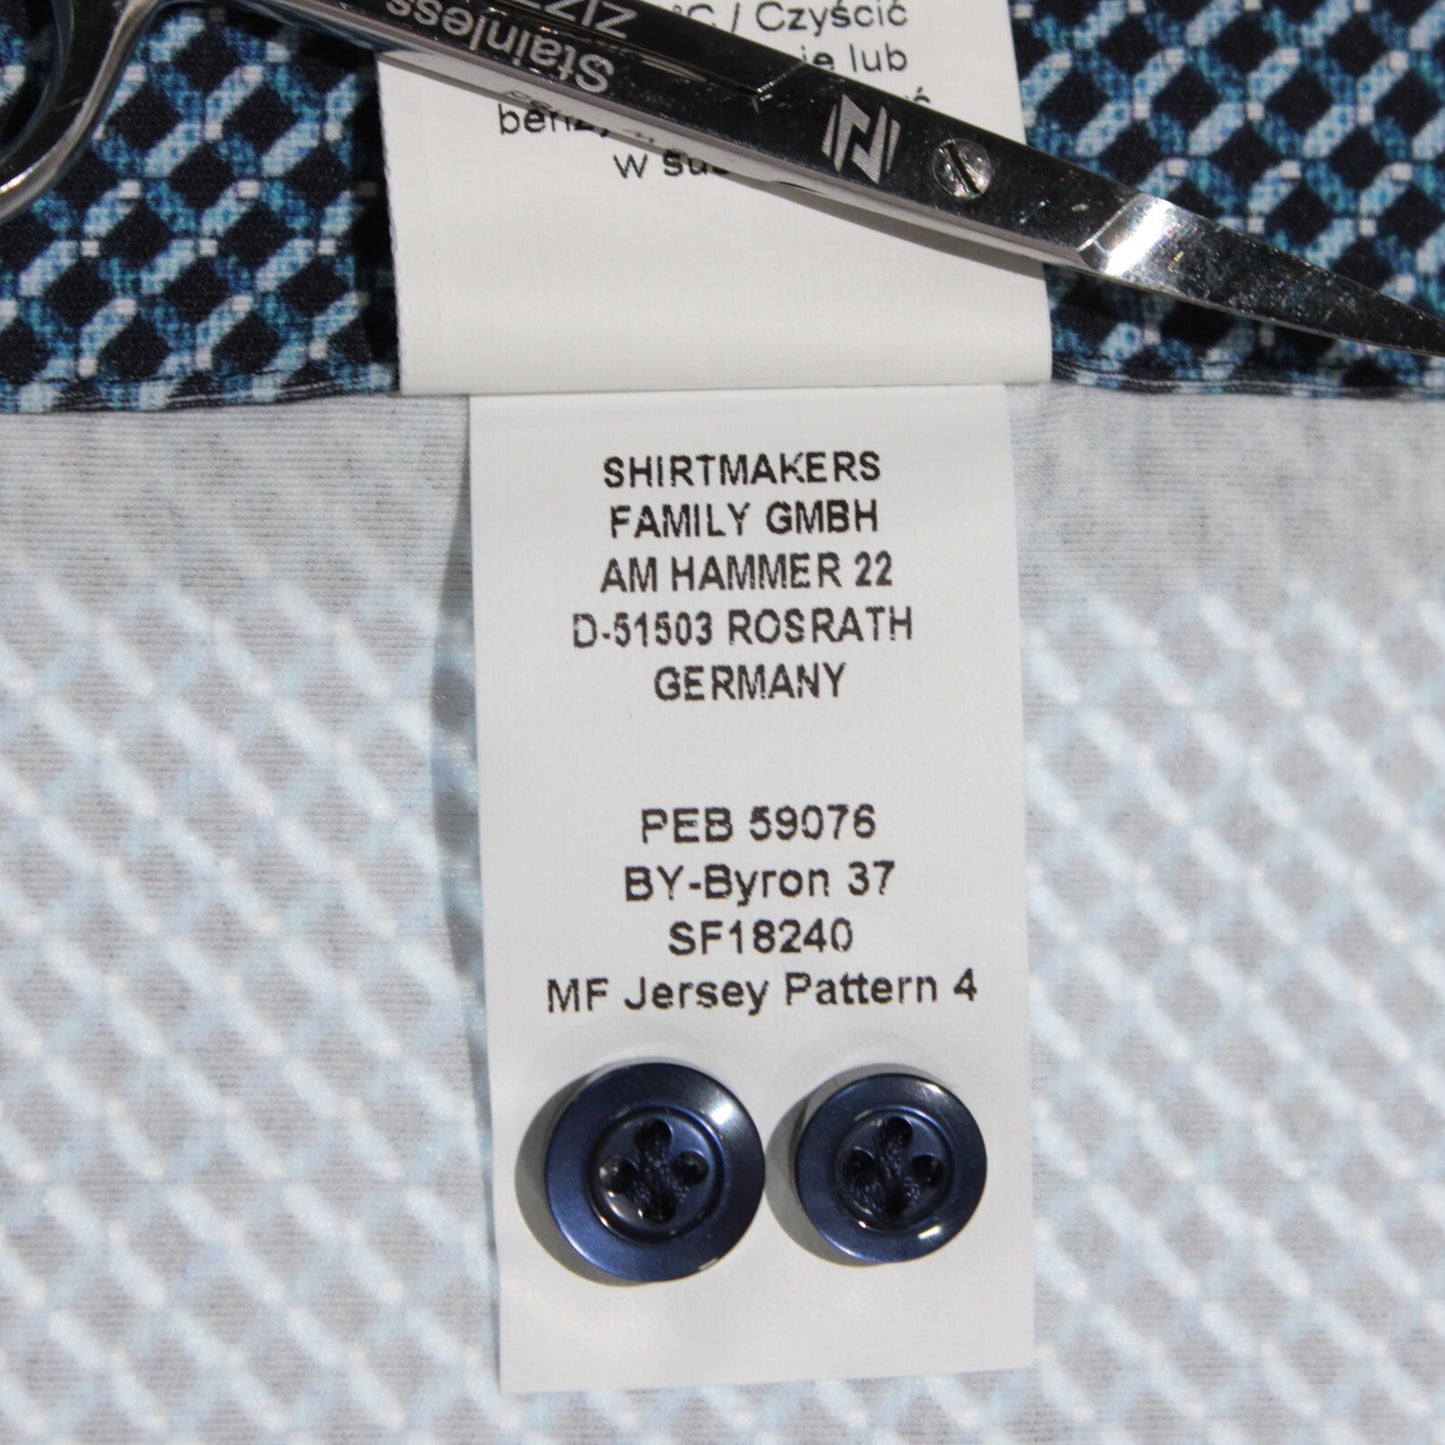 Stainless
°C / Czyścić
lub
w
SHIRTMAKERS
FAMILY GMBH
AM HAMMER 22
D-51503 ROSRATH
GERMANY
PEB 59076
BY-Byron 37
SF18240
MF Jersey Pattern 4